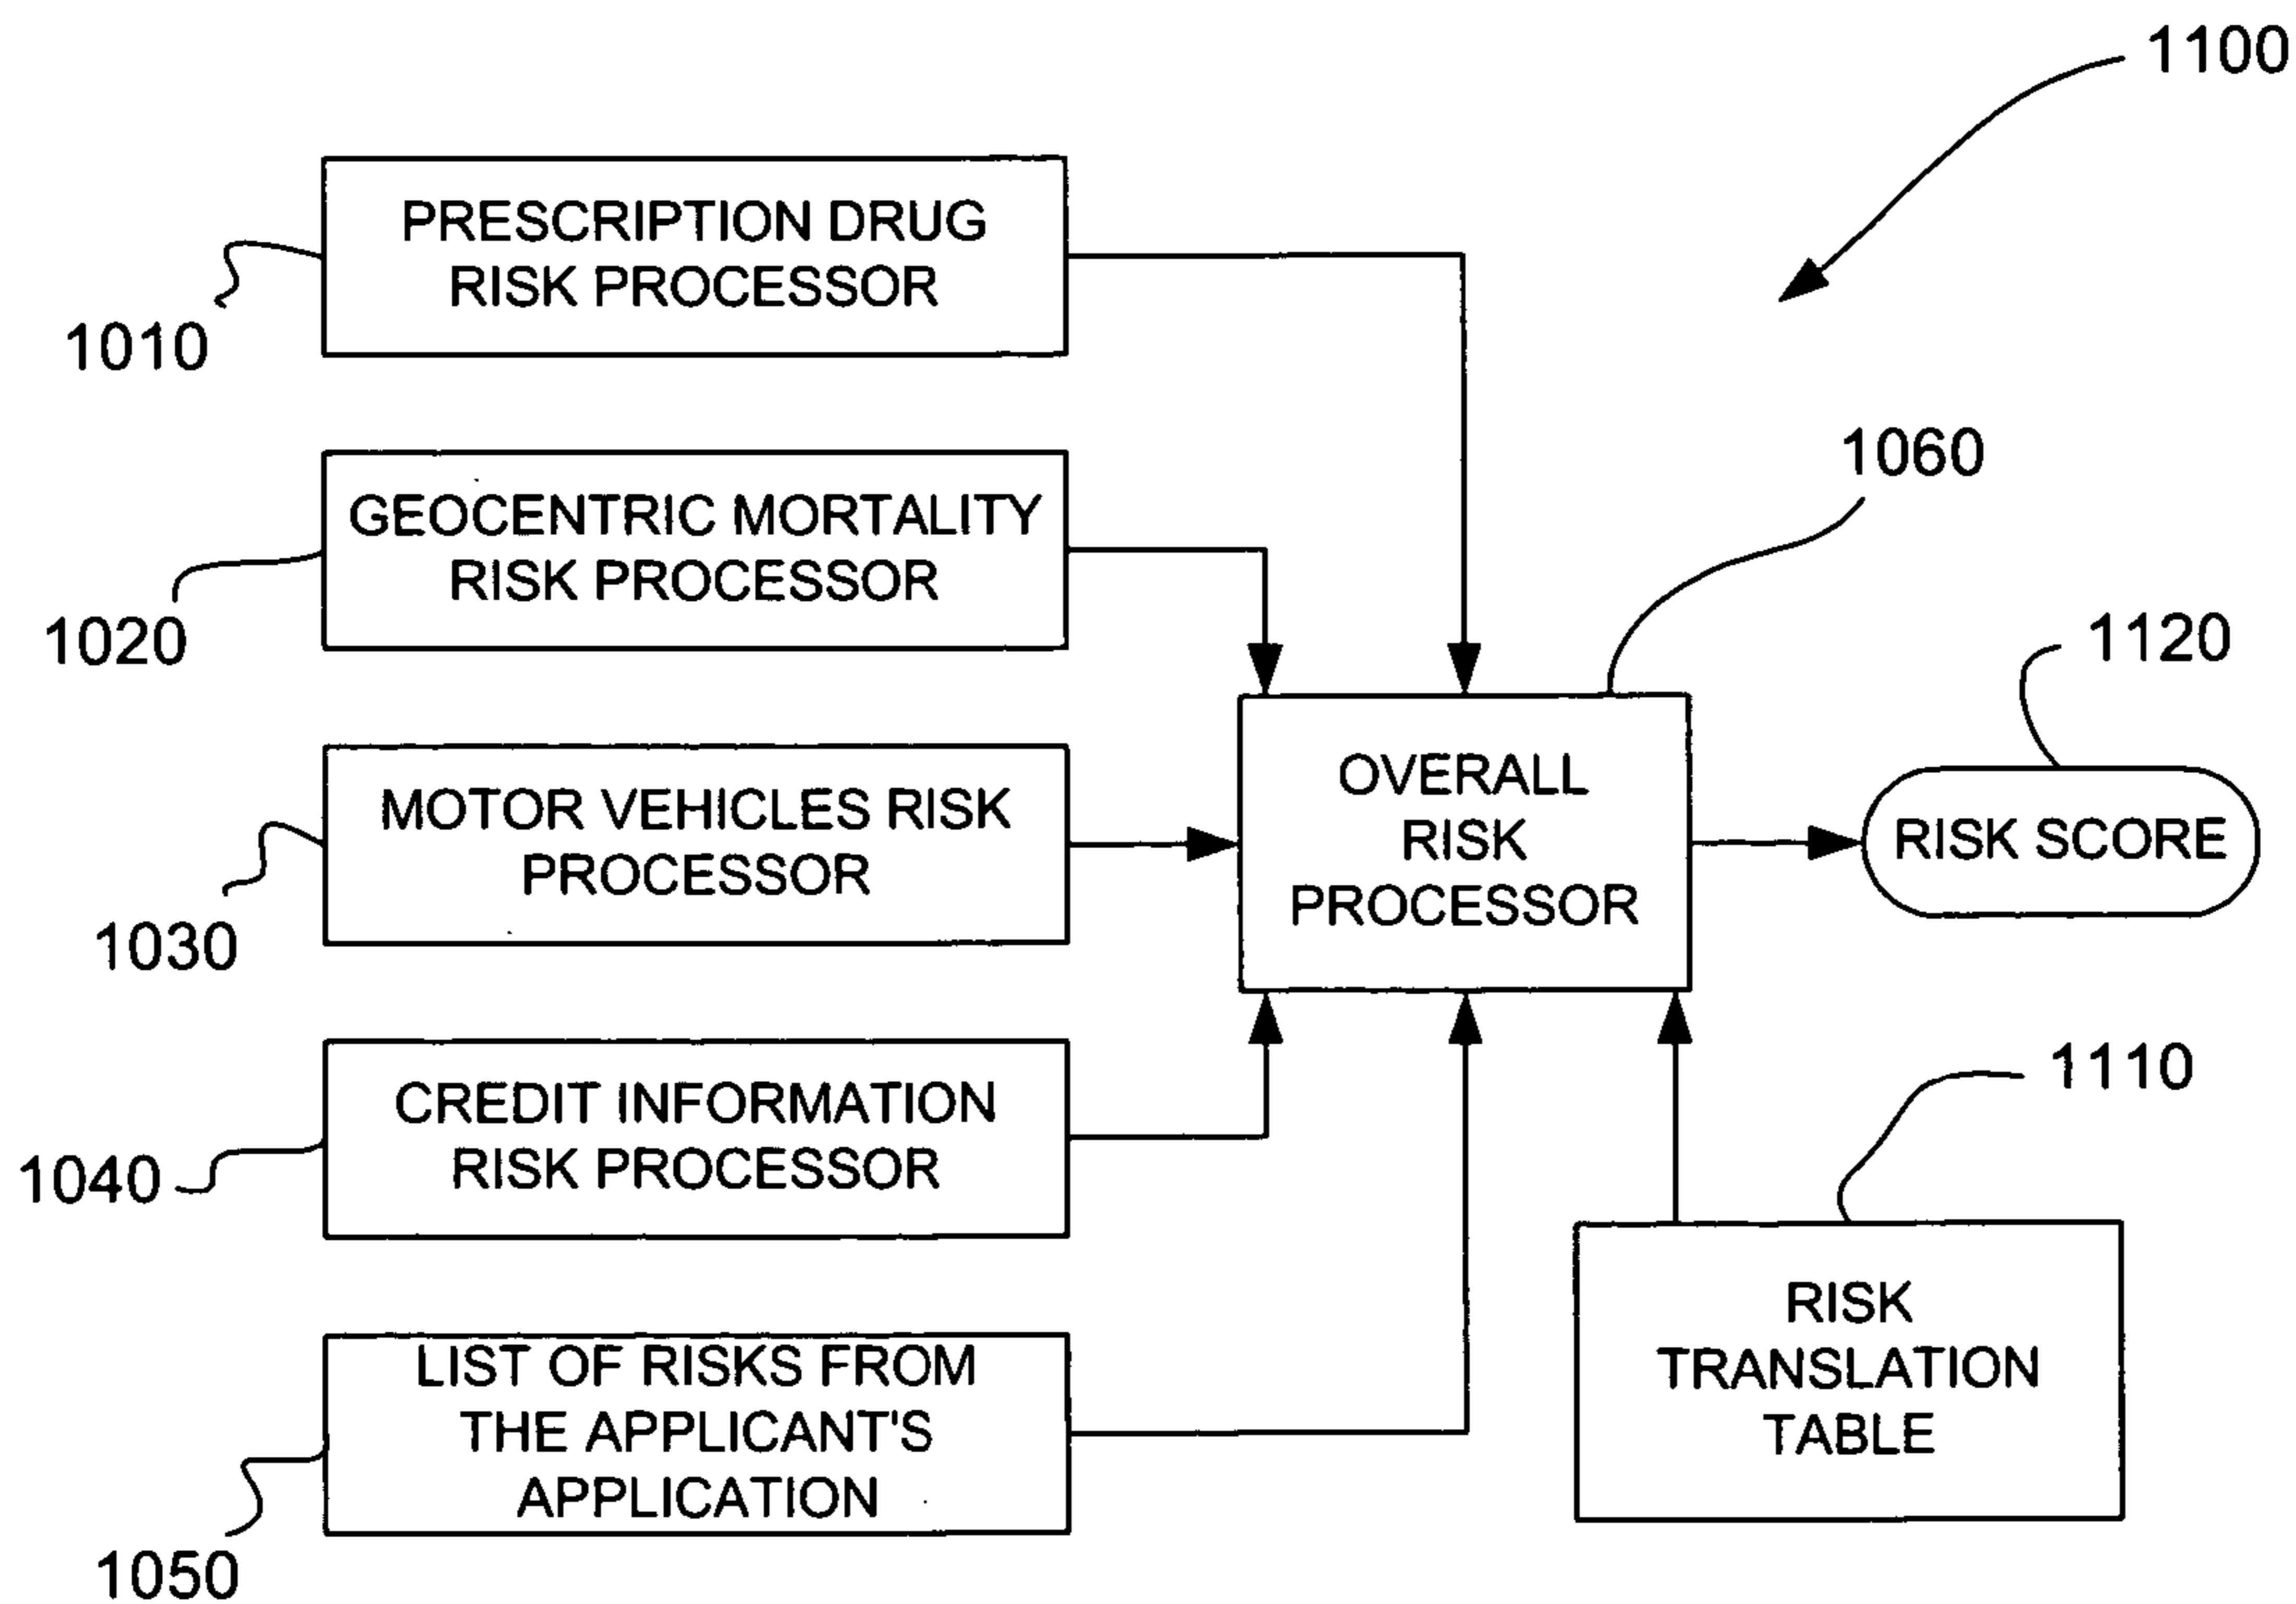 1100
PRESCRIPTION DRUG
RISK PROCESSOR
1010
GEOCENTRIC MORTALITY
RISK PROCESSOR
1020
MOTOR VEHICLES RISK
PROCESSOR
1030
CREDIT INFORMATION
RISK PROCESSOR
1040
LIST OF RISKS FROM
THE APPLICANT'S
APPLICATION
1050
1060
OVERALL
RISK
PROCESSOR
1120
RISK SCORE
1110
RISK
TRANSLATION
TABLE